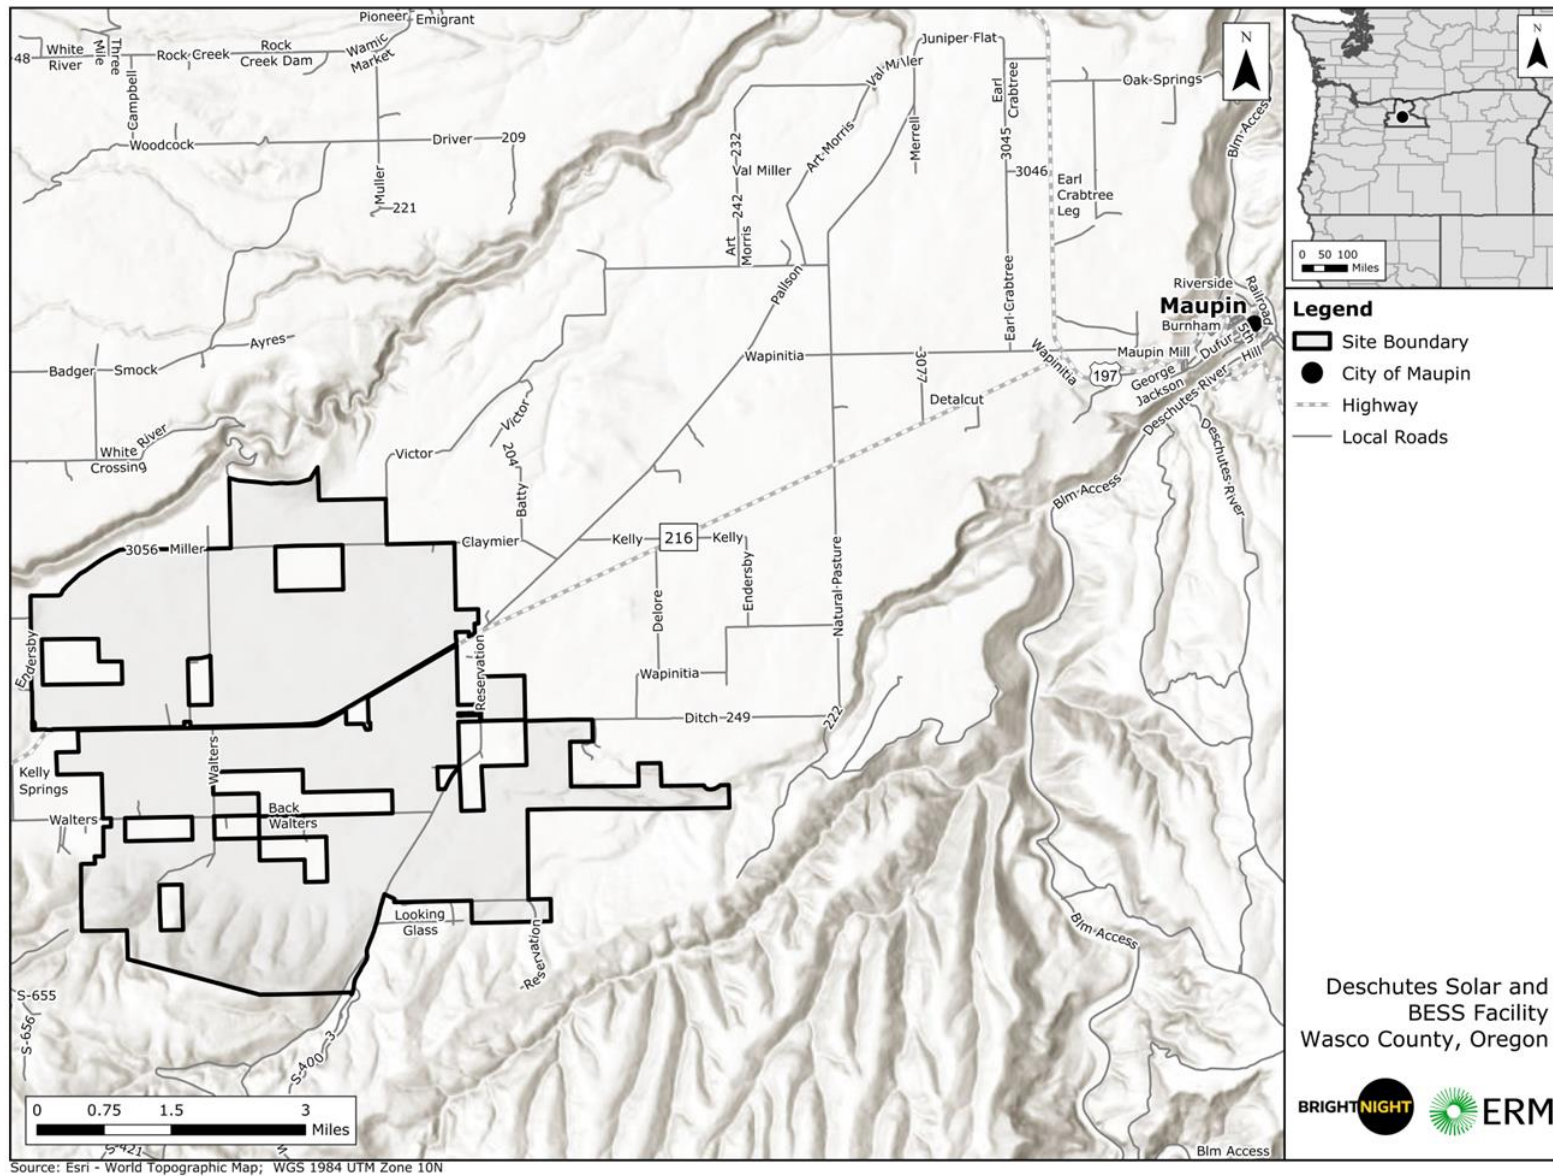 Pioneer
Emigrant
48
White
River
Three
Mile
Rock Creek
Rock
Creek Dam
Wamic
Market
Campbell
Woodcock
Driver
209
Muller
221
Juniper Flat
Val Miller
Earl
Crabtree
Oak Springs
Blm Access
232
Art Morris
Merrell
3045
Val Miller
3046
Earl
Crabtree
Leg
242
Art
Morris
Pallson
Earl Crabtree
Riverside
Railroad
Maupin
Burnham
5th
Dufur
Hill
Ayres
Badger
Smock
Wapinitia
3077
Wapinitia
Maupin Mill
197
George
Jackson
Deschutes River
Detalcut
Victor
White River
Crossing
Victor
204
Batty
Deschutes River
Blm Access
3056
Miller
Claymier
Kelly
216
Kelly
Endersby
Delore
Natural Pasture
Endersby
Reservation
Wapinitia
Ditch 249
222
Walters
Kelly
Springs
Walters
Back
Walters
Looking
Glass
Reservation
Blm Access
S-655
S-656
S-400
3
S-421
Blm Access
N
0 0.75 1.5 3
Miles
Source: Esri - World Topographic Map; WGS 1984 UTM Zone 10N
N
0 50 100
Miles
Legend
Site Boundary
City of Maupin
Highway
Local Roads
Deschutes Solar and
BESS Facility
Wasco County, Oregon
BRIGHTNIGHT
ERM